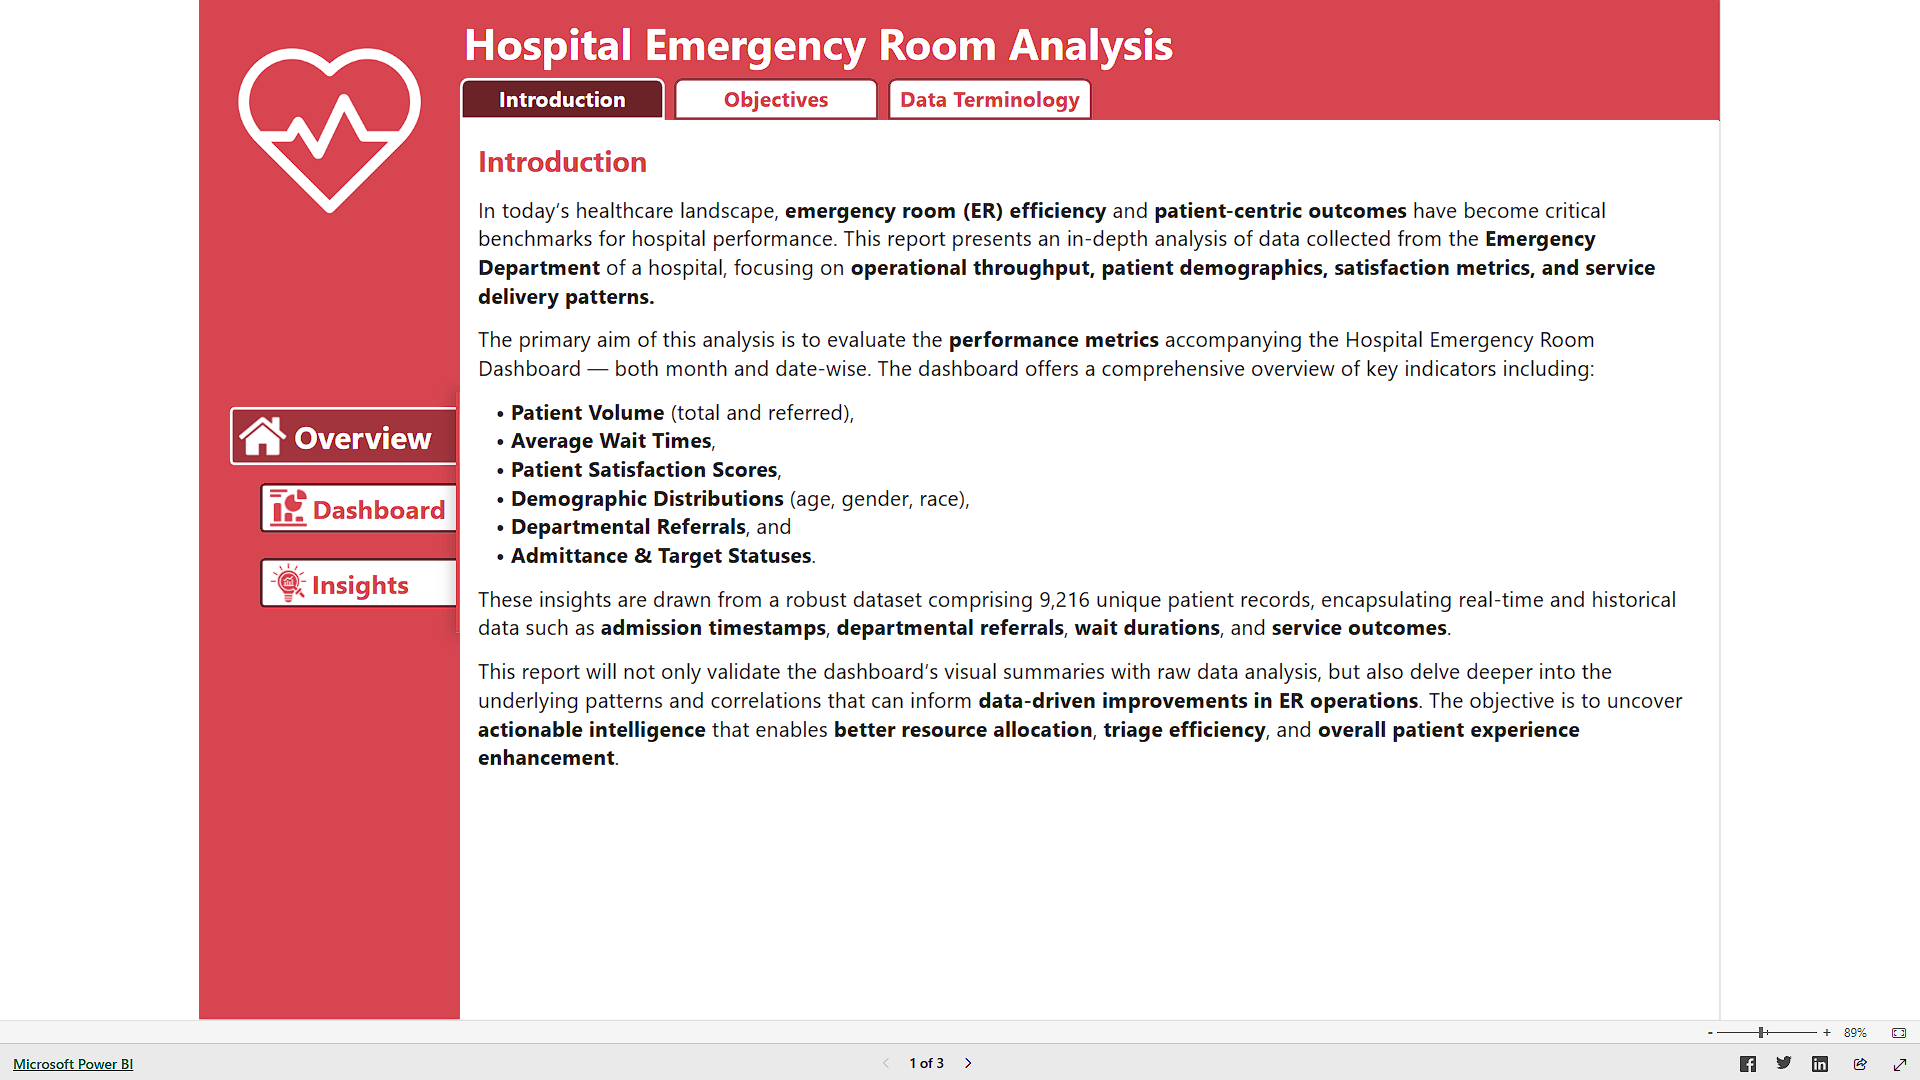 Hospital Emergency Room Analysis
Introduction
Objectives
Data Terminology
Introduction
In today’s healthcare landscape, emergency room (ER) efficiency and patient-centric outcomes have become critical
benchmarks for hospital performance. This report presents an in-depth analysis of data collected from the Emergency
Department of a hospital, focusing on operational throughput, patient demographics, satisfaction metrics, and service
delivery patterns.
The primary aim of this analysis is to evaluate the performance metrics accompanying the Hospital Emergency Room
Dashboard — both month and date-wise. The dashboard offers a comprehensive overview of key indicators including:
• Patient Volume (total and referred),
• Average Wait Times,
• Patient Satisfaction Scores,
• Demographic Distributions (age, gender, race),
• Departmental Referrals, and
• Admittance & Target Statuses.
These insights are drawn from a robust dataset comprising 9,216 unique patient records, encapsulating real-time and historical
data such as admission timestamps, departmental referrals, wait durations, and service outcomes.
This report will not only validate the dashboard’s visual summaries with raw data analysis, but also delve deeper into the
underlying patterns and correlations that can inform data-driven improvements in ER operations. The objective is to uncover
actionable intelligence that enables better resource allocation, triage efficiency, and overall patient experience
enhancement.
Overview
Dashboard
Insights
- + 89%
Microsoft Power BI
1 of 3